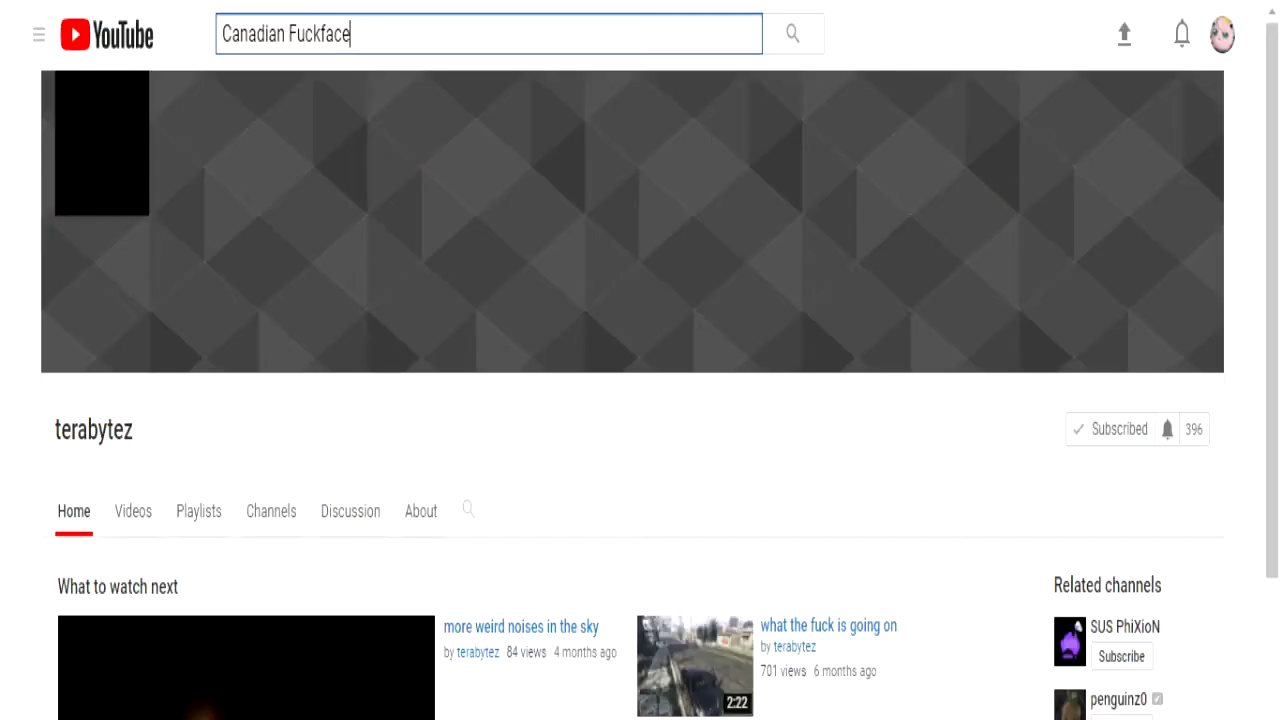 YouTube
Canadian Fuckface
terabytez
Subscribed 396
Home Videos Playlists Channels Discussion About
What to watch next
Related channels
more weird noises in the sky
by terabytez 84 views 4 months ago
what the fuck is going on
by terabytez
701 views 6 months ago
2:22
SUS PhiXioN
Subscribe
penguinz0